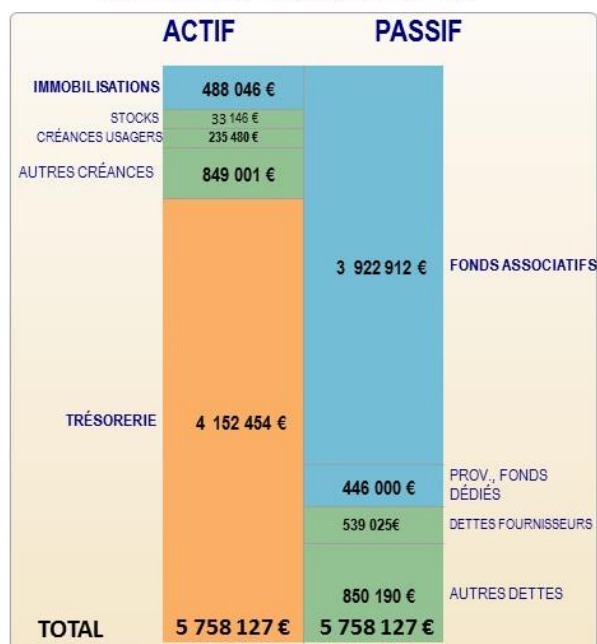 ACTIF PASSIF
IMMOBILISATIONS 488 046 €
STOCKS 33 146 €
CRÉANCES USAGERS 235 480 €
AUTRES CRÉANCES 849 001 €
3 922 912 € FONDS ASSOCIATIFS
TRÉSORERIE 4 152 454 €
446 000 € PROV., FONDS
DÉDIÉS
539 025€ DETTES FOURNISSEURS
850 190 € AUTRES DETTES
TOTAL 5 758 127 € 5 758 127 €